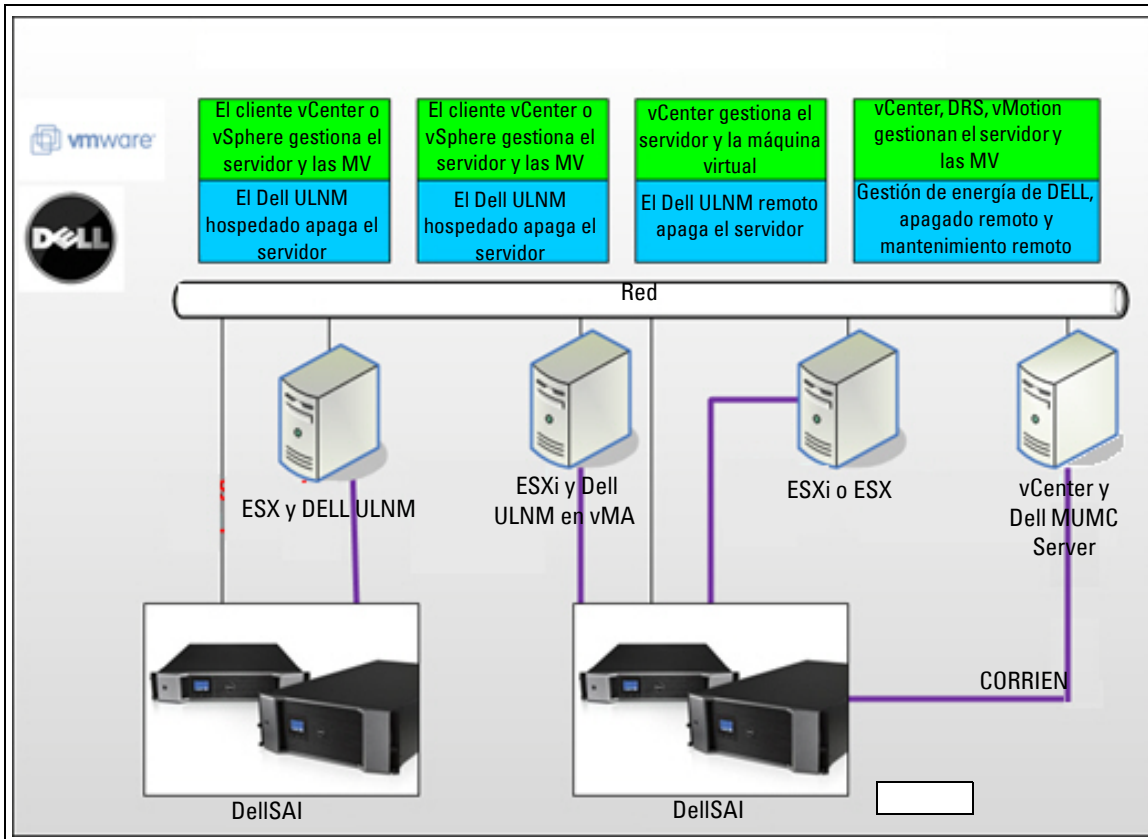 vmware
DELL
El cliente vCenter o
vSphere gestiona el
servidor y las MV
El Dell ULNM
hospedado apaga el
servidor
El cliente vCenter o
vSphere gestiona el
servidor y las MV
El Dell ULNM
hospedado apaga el
servidor
vCenter gestiona el
servidor y la máquina
virtual
El Dell ULNM remoto
apaga el servidor
vCenter, DRS, vMotion
gestionan el servidor y
las MV
Gestión de energía de DELL,
apagado remoto y
mantenimiento remoto
Red
ESX y DELL ULNM
ESXi y Dell
ULNM en vMA
ESXi o ESX
vCenter y
Dell MUMC
Server
CORRIEN
DellSAI
DellSAI